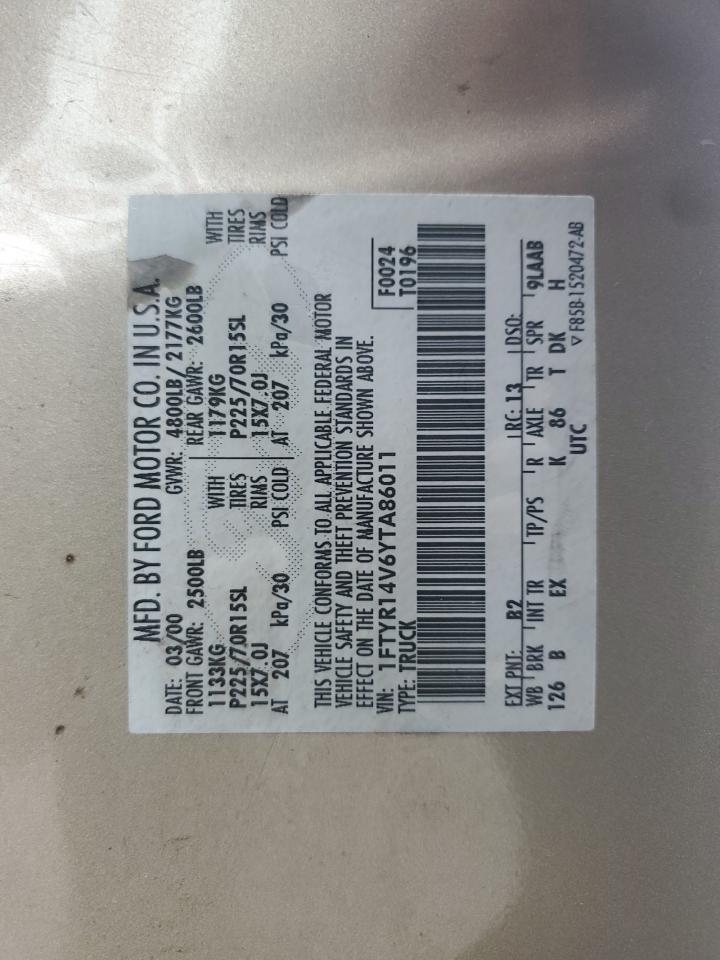 MFD. BY FORD MOTOR CO. IN U.S.A.
DATE: 03/00 GVWR: 4800LB/ 2177KG
FRONT GAWR: 2500LB REAR GAWR: 2600LB
1133KG WITH 1179KG WITH
P225/70R15SL TIRES P225/70R15SL TIRES
15X7.0J RIMS 15X7.0J RIMS
AT 207 kPa/30 PSI COLD AT 207 kPa/30 PSI COLD
THIS VEHICLE CONFORMS TO ALL APPLICABLE FEDERAL MOTOR
VEHICLE SAFETY AND THEFT PREVENTION STANDARDS IN
EFFECT ON THE DATE OF MANUFACTURE SHOWN ABOVE.
VIN: 1FTYR14V6YTA86011 F0024
TYPE: TRUCK T0196
EXT PNT: B2 RC: 13 DSO:
WB BRK INT TR TP/PS R AXLE TR SPR 9LAAB
126 B EX K 86 T DK H
UTC ▽ F85B-1520472-AB